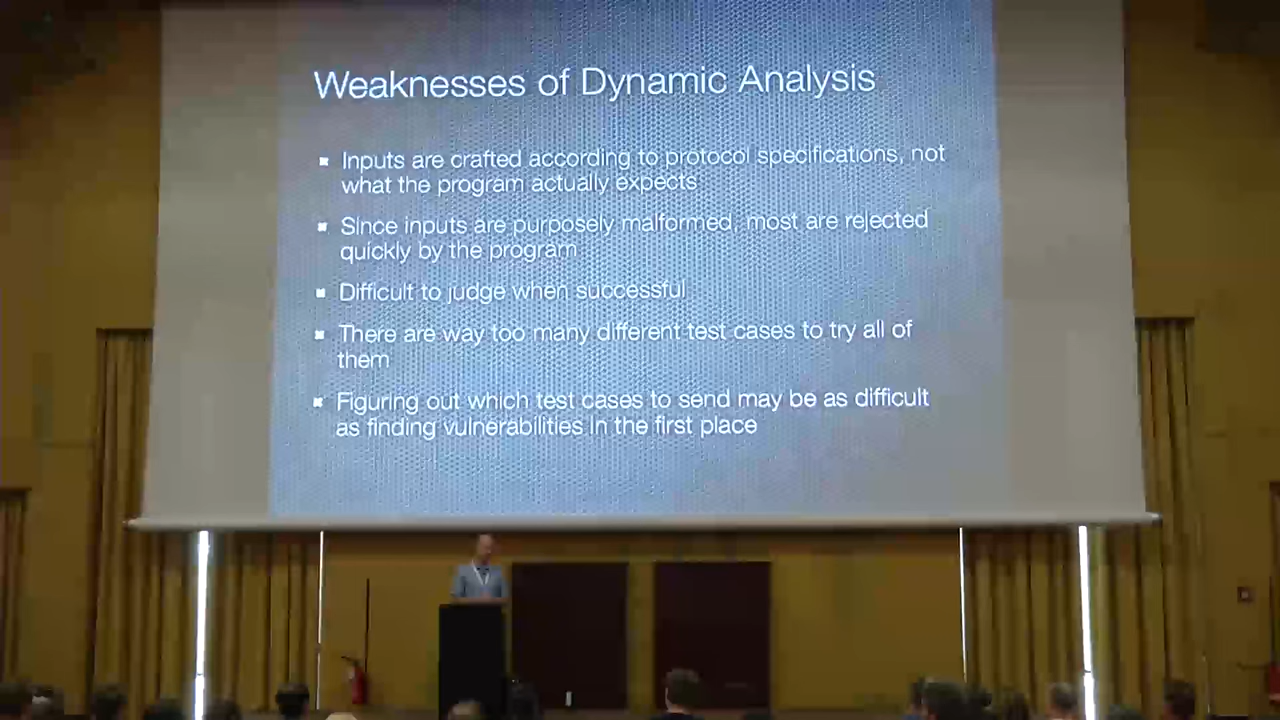 Weaknesses of Dynamic Analysis
Inputs are crafted according to protocol specifications, not
what the program actually expects
Since inputs are purposely malformed, most are rejected
quickly by the program
Difficult to judge when successful
There are way too many different test cases to try all of
them
Figuring out which test cases to send may be as difficult
as finding vulnerabilities in the first place